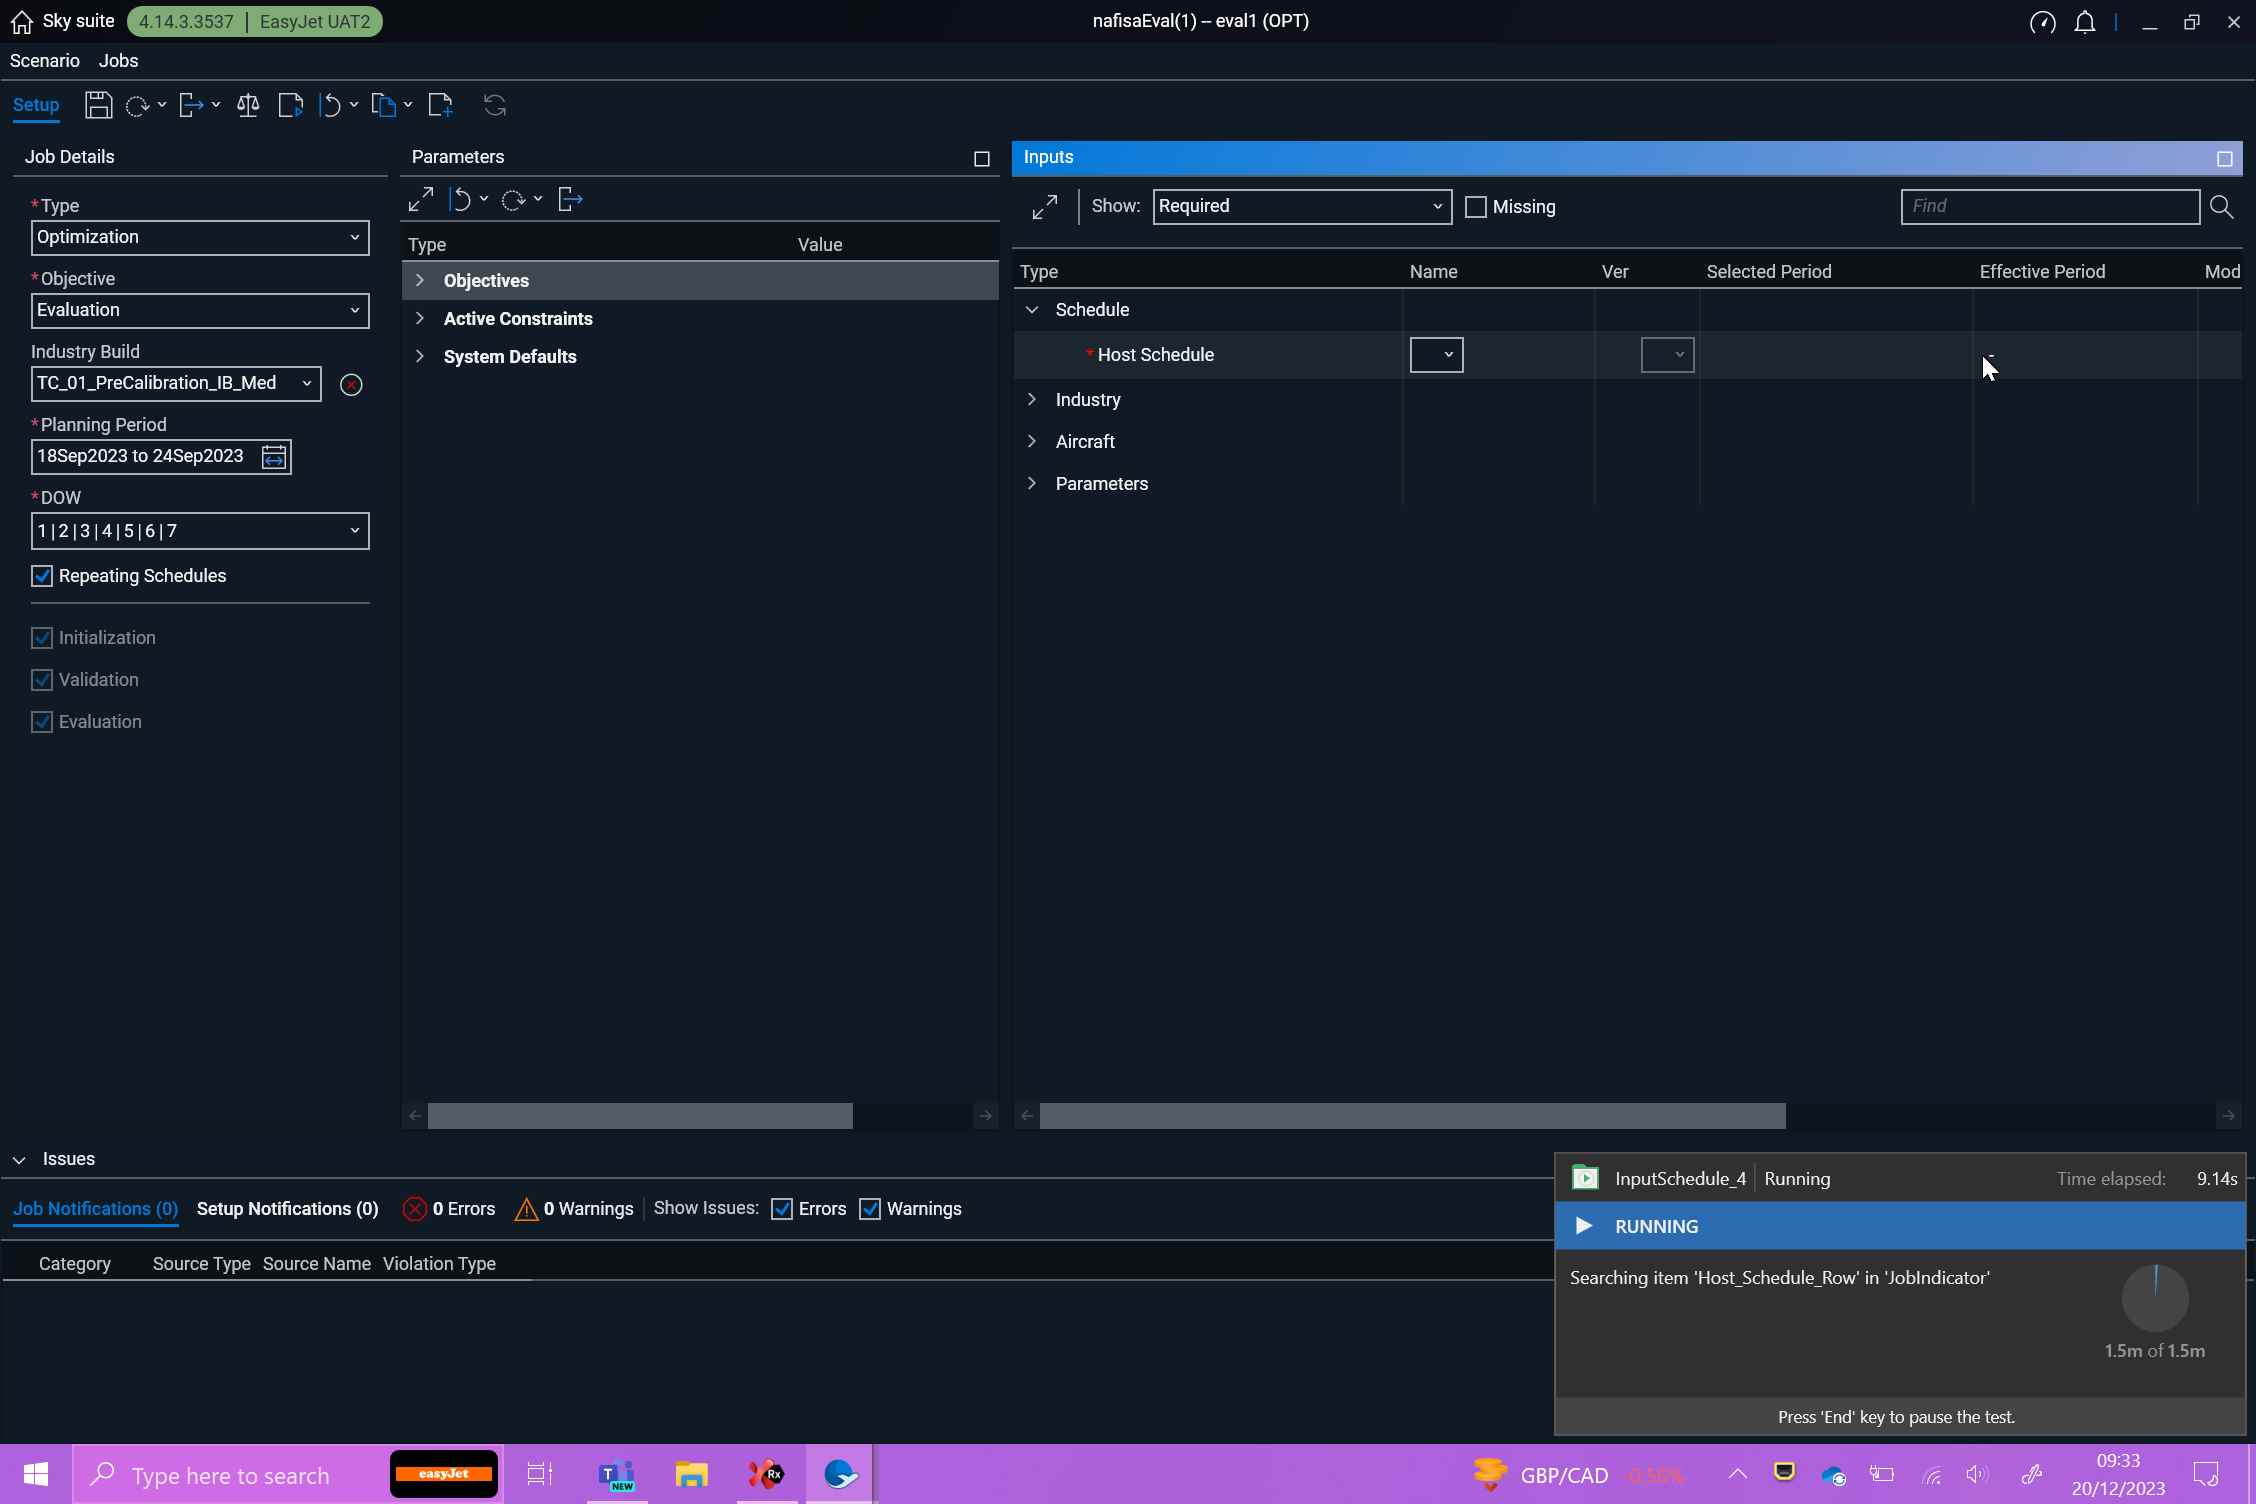 Sky suite 4.14.3.3537 | EasyJet UAT2 nafisaEval(1) -- eval1 (OPT)
Scenario Jobs
Setup
Job Details
*Type
Optimization
*Objective
Evaluation
Industry Build
TC_01_PreCalibration_IB_Med
*Planning Period
18Sep2023 to 24Sep2023
*DOW
1|2|3|4|5|6|7
Repeating Schedules
Initialization
Validation
Evaluation
Parameters
Type Value
Objectives
Active Constraints
System Defaults
Inputs
Show: Required Missing Find
Type Name Ver Selected Period Effective Period Mod
Schedule
* Host Schedule -
Industry
Aircraft
Parameters
Issues
Job Notifications (0) Setup Notifications (0) 0 Errors 0 Warnings Show Issues: Errors Warnings
Category Source Type Source Name Violation Type
InputSchedule_4 Running Time elapsed: 9.14s
RUNNING
Searching item 'Host_Schedule_Row' in 'JobIndicator'
1.5m of 1.5m
Press 'End' key to pause the test.
Type here to search easyJet T NEW Rx GBP/CAD -0.56% 09:33
20/12/2023